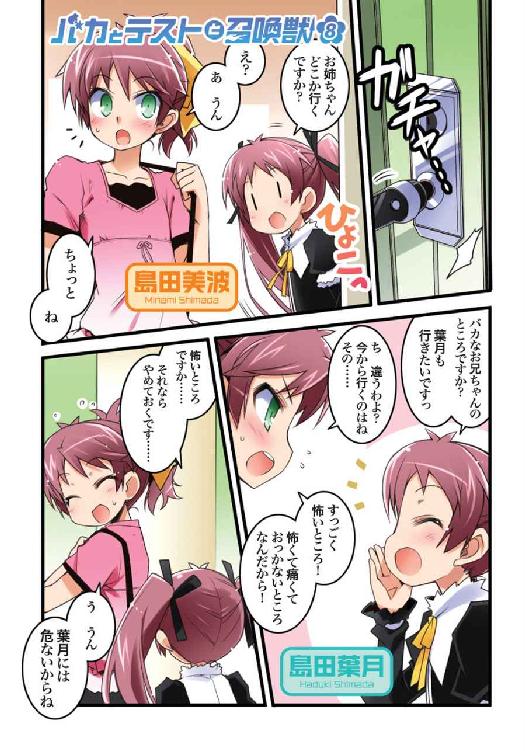 バカとテストと召喚獣 8
ガチャ…
お姉ちゃん
どこか行く
ですか?
え?
あ うん
ひょこっ
ちょっと
ね
島田美波
Minami Shimada
バカなお兄ちゃんの
ところですか?
葉月も
行きたいですっ
ち 違うわよ?
今から行くのはね
その……
すっごく
怖いところ!
怖くて痛くて
おっかないところ
なんだから!
島田葉月
Haduki Shimada
怖いところ
ですか……
それなら
やめておくです……
う うん
葉月には
危ないからね